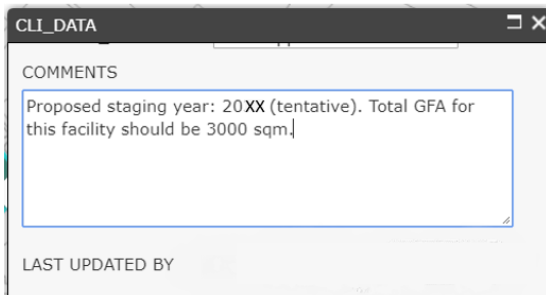 CLI_DATA
COMMENTS
Proposed staging year: 20XX (tentative). Total GFA for
this facility should be 3000 sqm.
LAST UPDATED BY